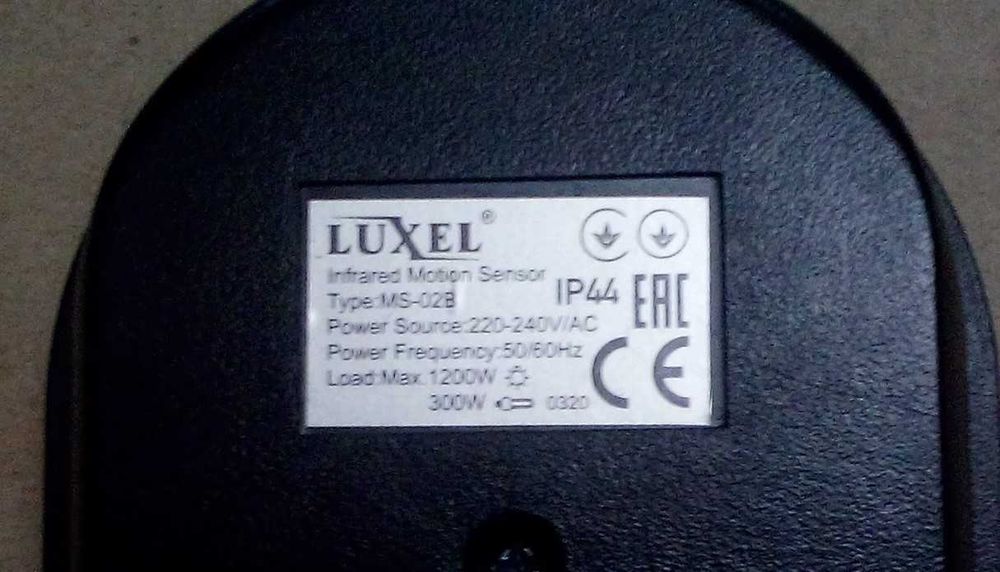 LUXEL®
Infrared Motion Sensor
Type:MS-02B
IP44
EAC
Power Source:220-240V/AC
Power Frequency:50/60Hz
Load:Max.1200W
300W 0320
CE